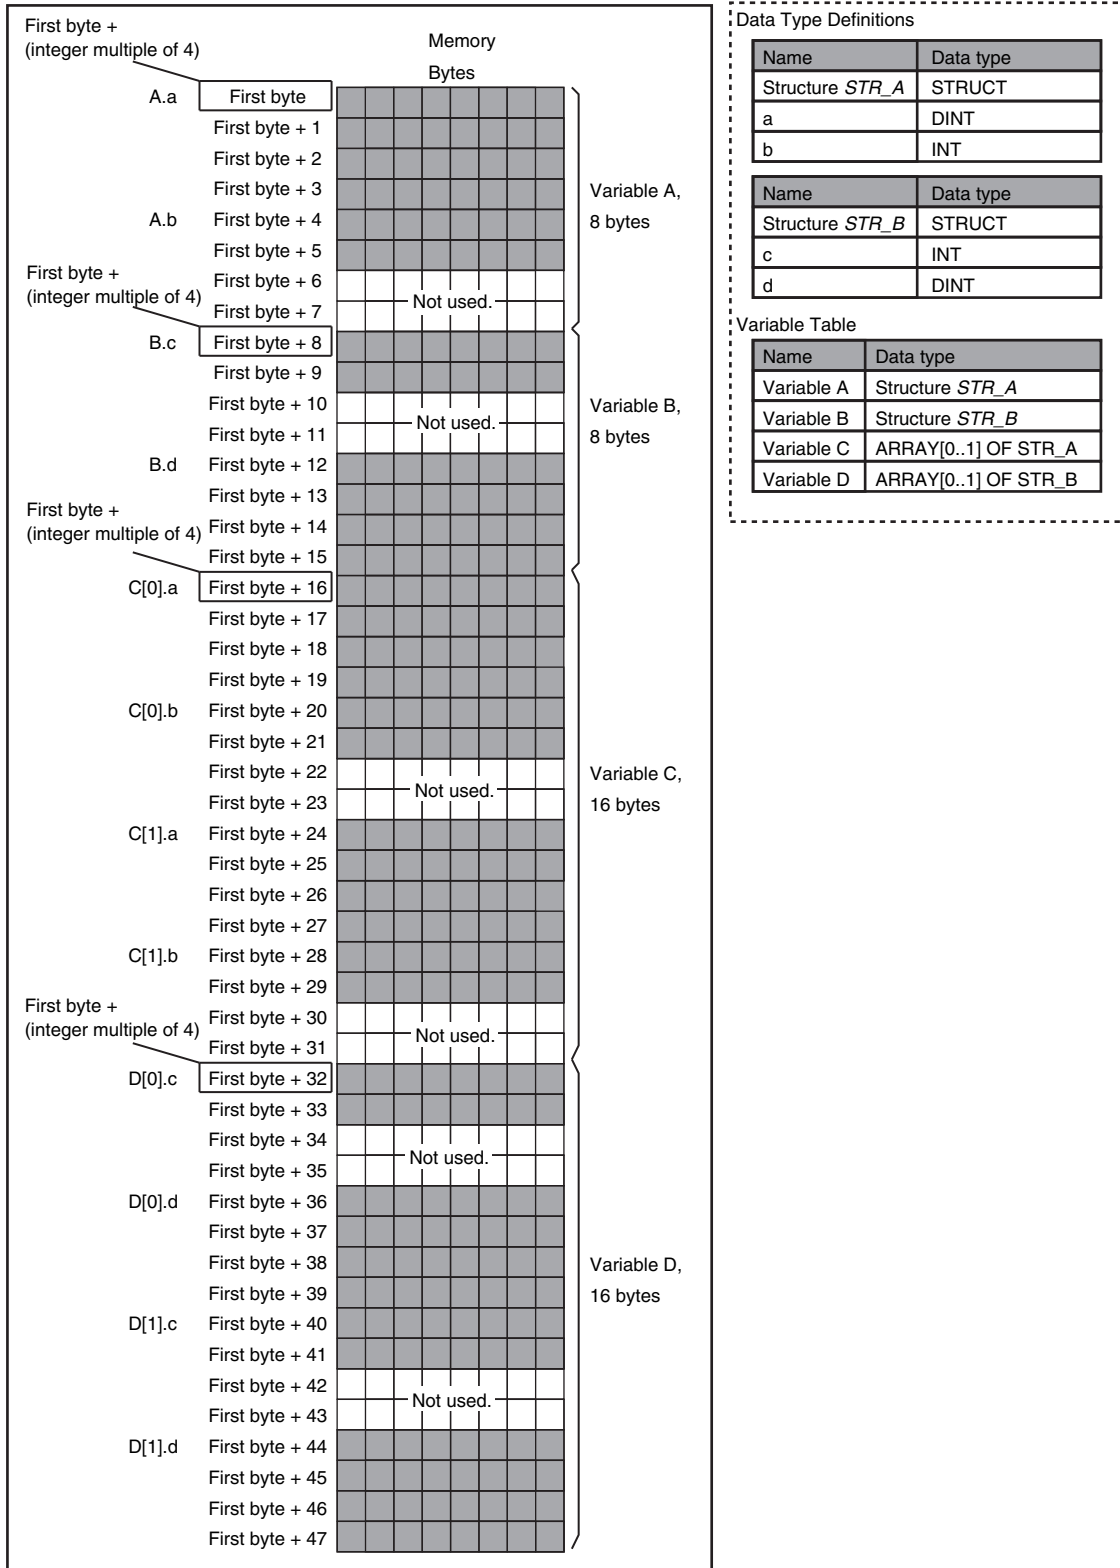 First byte +
(integer multiple of 4)
Memory
Bytes
A.a First byte
First byte + 1
First byte + 2
First byte + 3
Variable A,
8 bytes
A.b First byte + 4
First byte + 5
First byte +
(integer multiple of 4)
First byte + 6
Not used.
First byte + 7
B.c First byte + 8
First byte + 9
First byte + 10
Not used.
First byte + 11
Variable B,
8 bytes
B.d First byte + 12
First byte + 13
First byte +
(integer multiple of 4)
First byte + 14
First byte + 15
C[0].a First byte + 16
First byte + 17
First byte + 18
First byte + 19
C[0].b First byte + 20
First byte + 21
First byte + 22
Not used.
First byte + 23
Variable C,
16 bytes
C[1].a First byte + 24
First byte + 25
First byte + 26
First byte + 27
C[1].b First byte + 28
First byte + 29
First byte +
(integer multiple of 4)
First byte + 30
Not used.
First byte + 31
D[0].c First byte + 32
First byte + 33
First byte + 34
Not used.
First byte + 35
D[0].d First byte + 36
First byte + 37
First byte + 38
First byte + 39
Variable D,
16 bytes
D[1].c First byte + 40
First byte + 41
First byte + 42
Not used.
First byte + 43
D[1].d First byte + 44
First byte + 45
First byte + 46
First byte + 47
Data Type Definitions
Name Data type
Structure STR_A STRUCT
a DINT
b INT
Name Data type
Structure STR_B STRUCT
c INT
d DINT
Variable Table
Name Data type
Variable A Structure STR_A
Variable B Structure STR_B
Variable C ARRAY[0..1] OF STR_A
Variable D ARRAY[0..1] OF STR_B